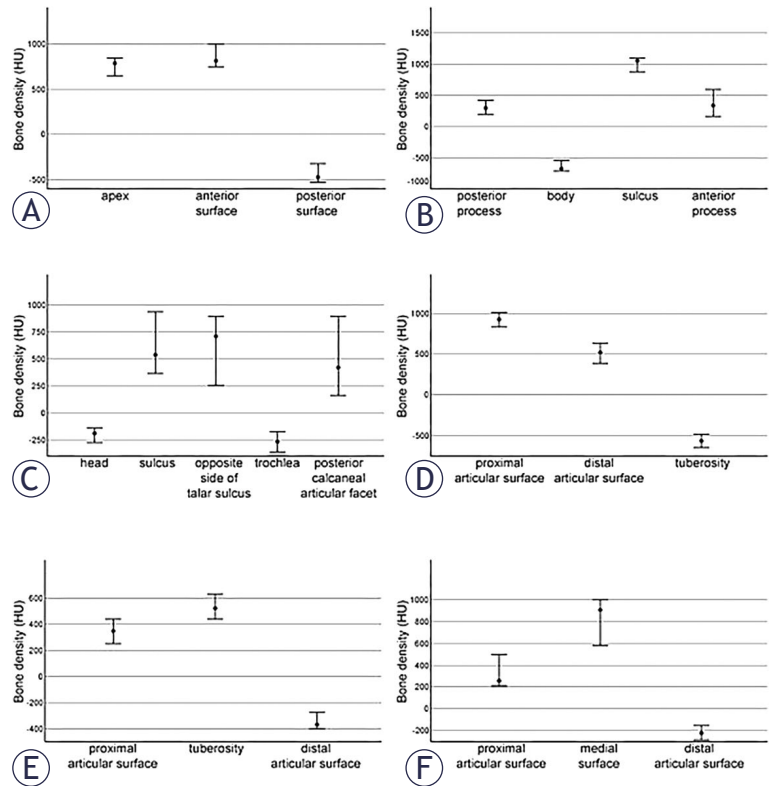 Bone density (HU)
1000
500
0
-500
apex
anterior
surface
posterior
surface
A
Bone density (HU)
1500
1000
500
0
-500
-1000
posterior
process
body
sulcus
anterior
process
B
Bone density (HU)
1000
750
500
250
0
-250
head
sulcus
opposite
side of
talar sulcus
trochlea
posterior
calcaneal
articular facet
C
Bone density (HU)
1000
500
0
-500
proximal
articular surface
distal
articular surface
tuberosity
D
Bone density (HU)
600
400
200
0
-200
-400
proximal
articular surface
tuberosity
distal
articular surface
E
Bone density (HU)
1000
800
600
400
200
0
-200
proximal
articular surface
medial
surface
distal
articular surface
F